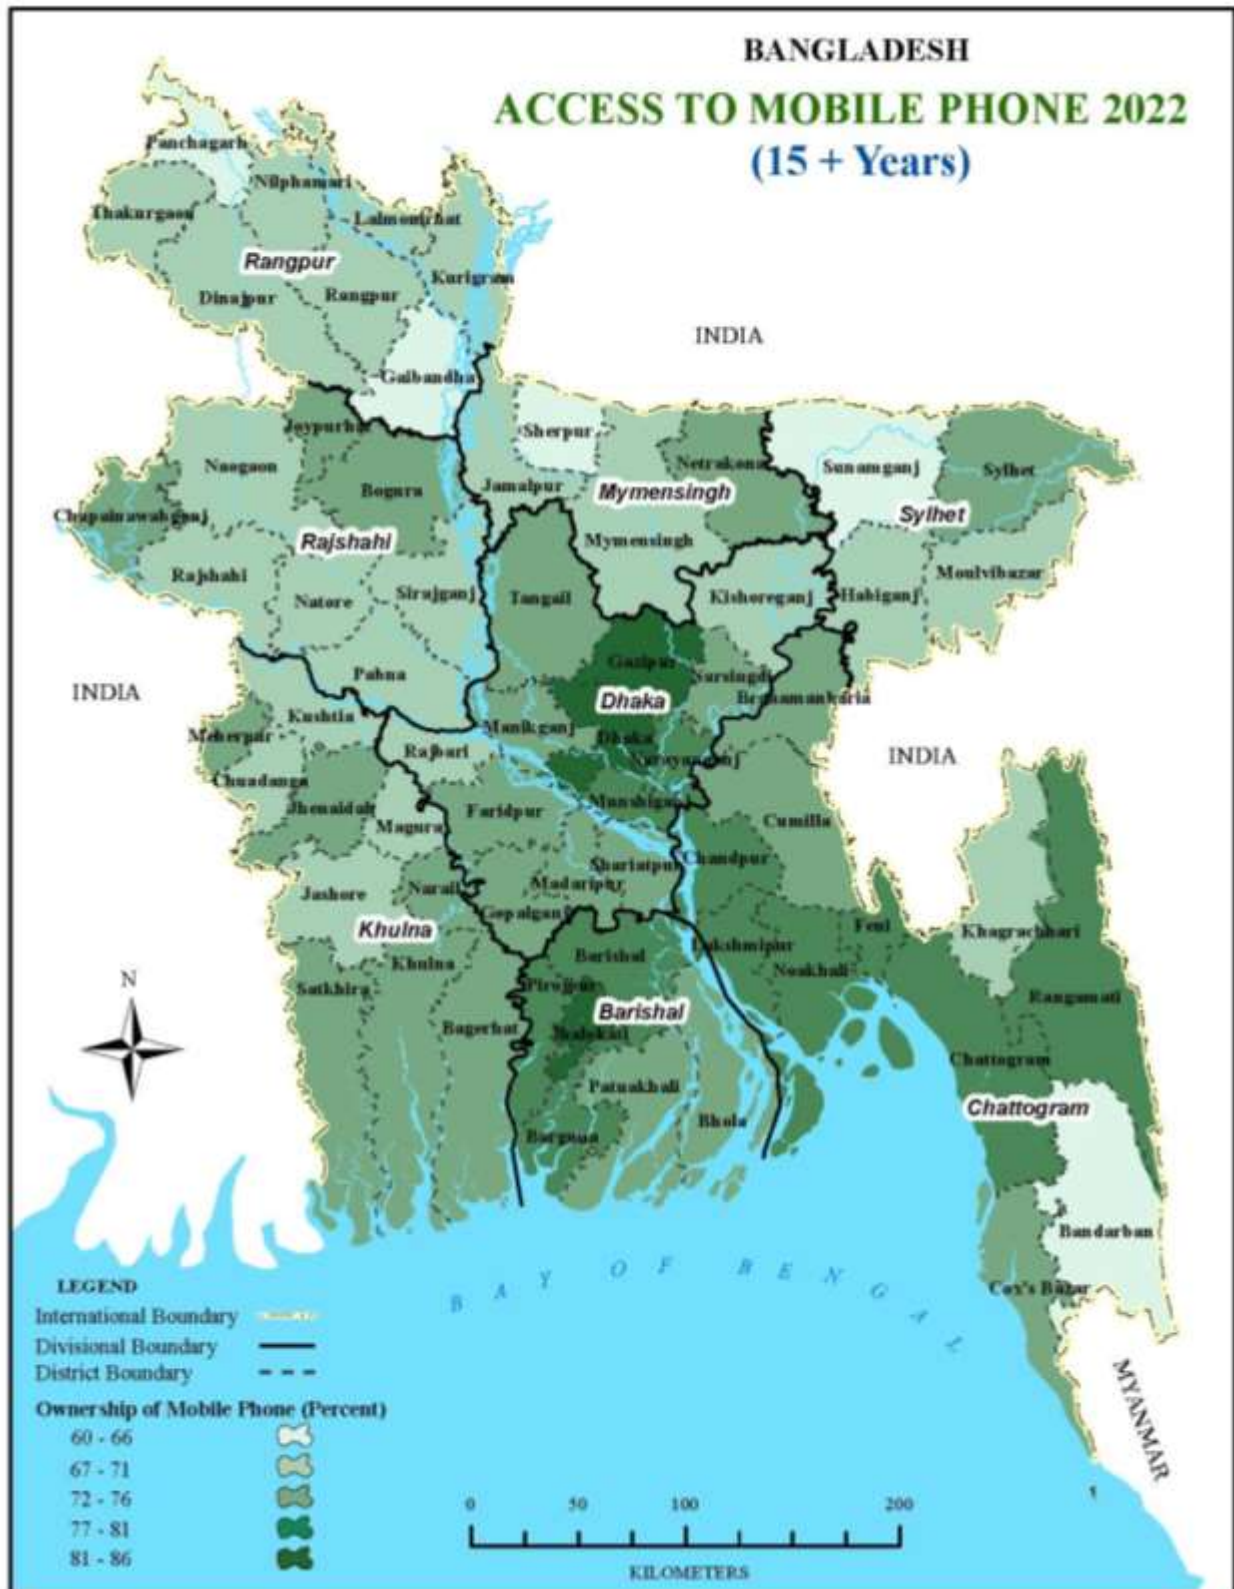 BANGLADESH
ACCESS TO MOBILE PHONE 2022
(15 + Years)
Panchagarh
Nilphamari
Thakurgaon
Lalmonirhat
Rangpur
Kurigram
Dinajpur
Rangpur
INDIA
Gaibandha
Joypurhat
Sherpur
Naogaon
Netrakona
Sunamganj
Sylhet
Bogura
Jamalpur
Mymensingh
Sylhet
Chapainawabganj
Rajshahi
Mymensingh
Rajshahi
Moulvibazar
Natore
Sirajganj
Tangail
Kishoreganj
Habiganj
Gazipur
Pabna
Narsingdi
INDIA
Dhaka
Brahamanbaria
Kushtia
Meherpur
Manikganj
Dhaka
Rajbari
Narayanganj
INDIA
Chuadanga
Jhenaidah
Munshiganj
Faridpur
Magura
Cumilla
Shariatpur
Chandpur
Jashore
Narail
Madaripur
Gopalganj
Khulna
Feni
Khagrachhari
Lakshmipur
Barishal
Noakhali
Khulna
N
Satkhira
Pirojpur
Rangamati
Barishal
Bagerhat
Jhalokati
Chattogram
Patuakhali
Chattogram
Bhola
Barguna
Bandarban
Cox's Bazar
BAY OF BENGAL
MYANMAR
LEGEND
International Boundary
Divisional Boundary
District Boundary
Ownership of Mobile Phone (Percent)
60 - 66
67 - 71
72 - 76
77 - 81
81 - 86
0 50 100 200
KILOMETERS